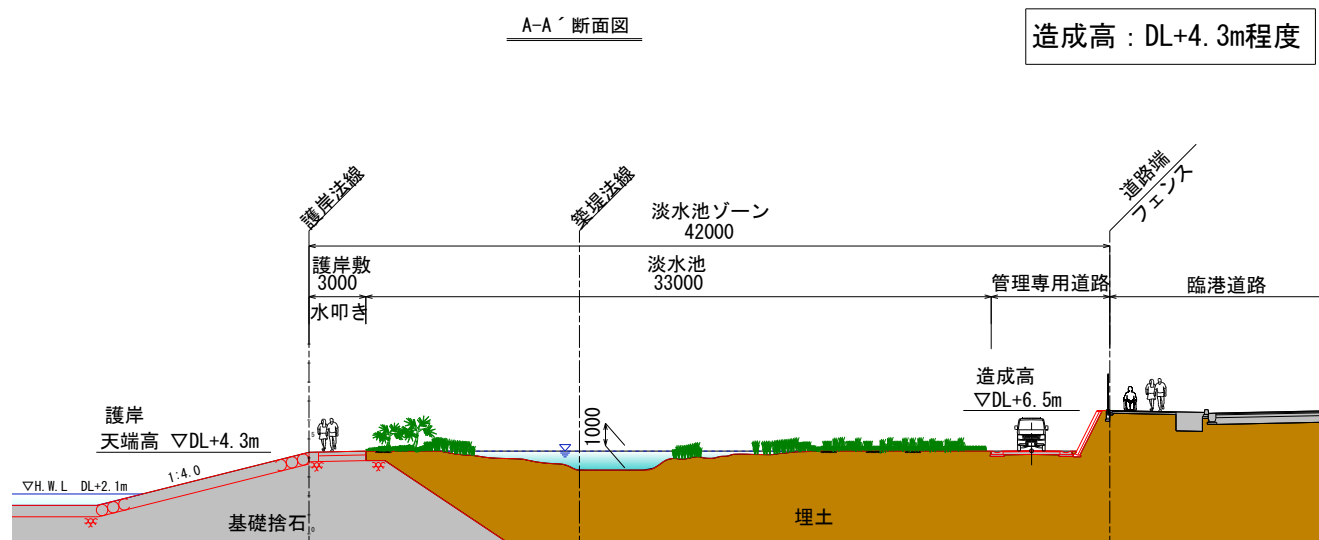 A-A´断面図
造成高：DL+4.3m程度
護岸法線
築堤法線
道路端
フェンス
淡水池ゾーン
42000
護岸敷
3000
淡水池
33000
管理専用道路
臨港道路
水叩き
造成高
▽DL+6.5m
護岸
天端高 ▽DL+4.3m
1000
1:4.0
▽H.W.L DL+2.1m
基礎捨石
埋土